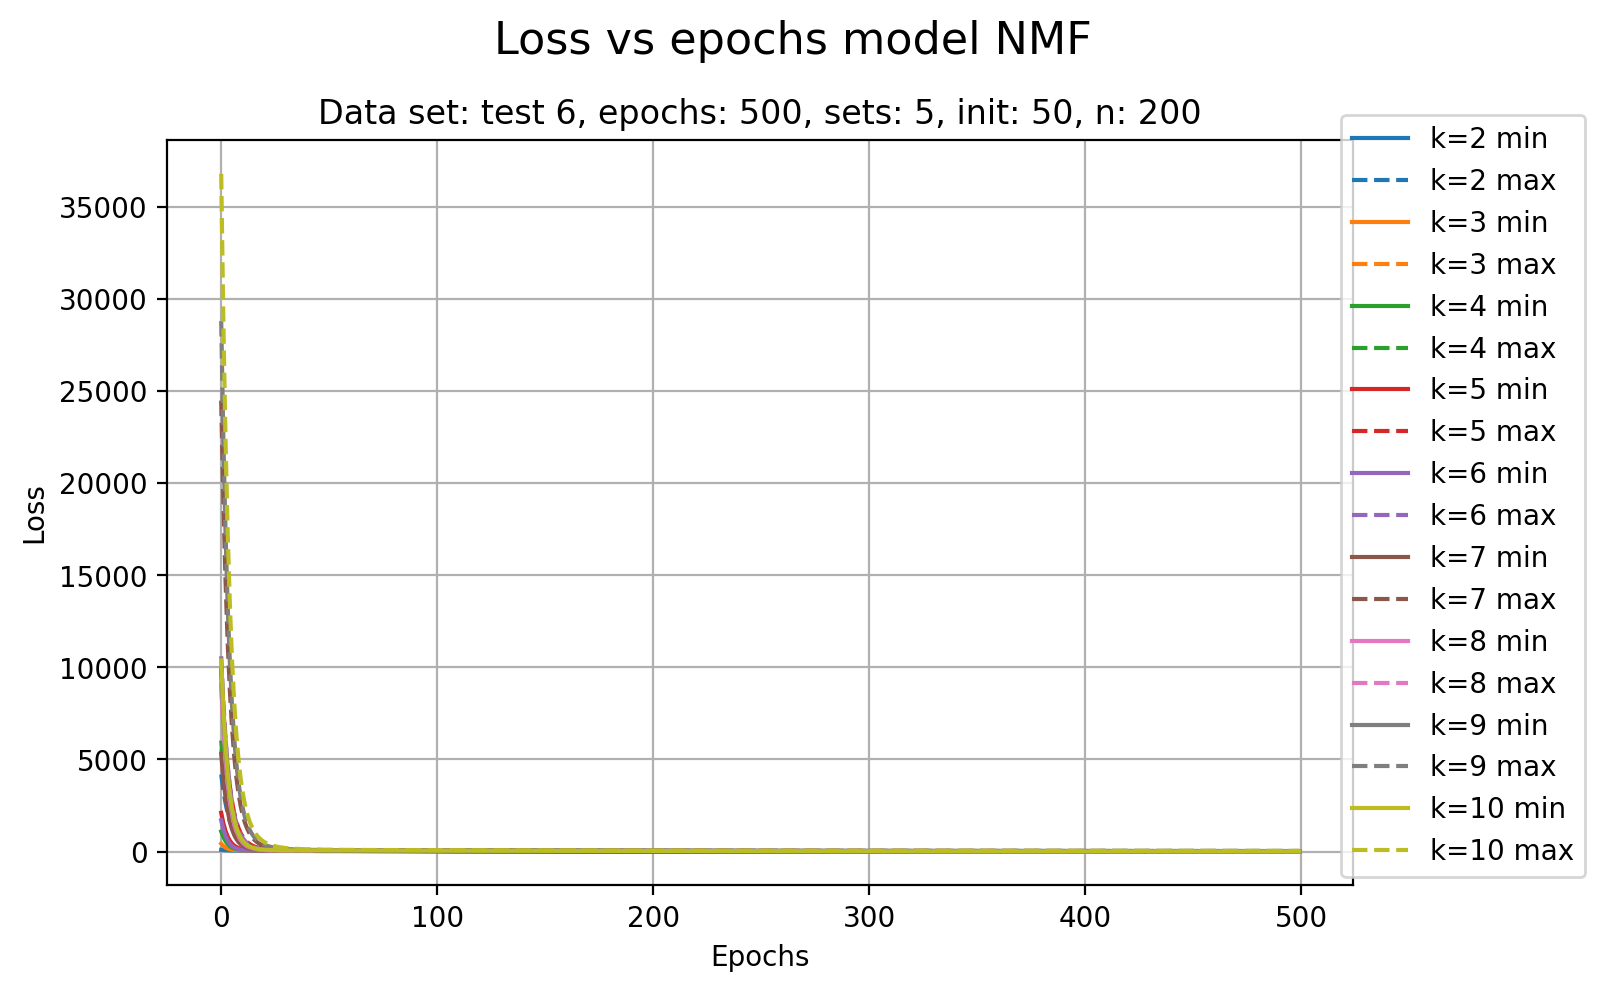 Loss vs epochs model NMF
Data set: test 6, epochs: 500, sets: 5, init: 50, n: 200
Loss
35000
30000
25000
20000
15000
10000
5000
0
0 100 200 300 400 500
Epochs
k=2 min
k=2 max
k=3 min
k=3 max
k=4 min
k=4 max
k=5 min
k=5 max
k=6 min
k=6 max
k=7 min
k=7 max
k=8 min
k=8 max
k=9 min
k=9 max
k=10 min
k=10 max